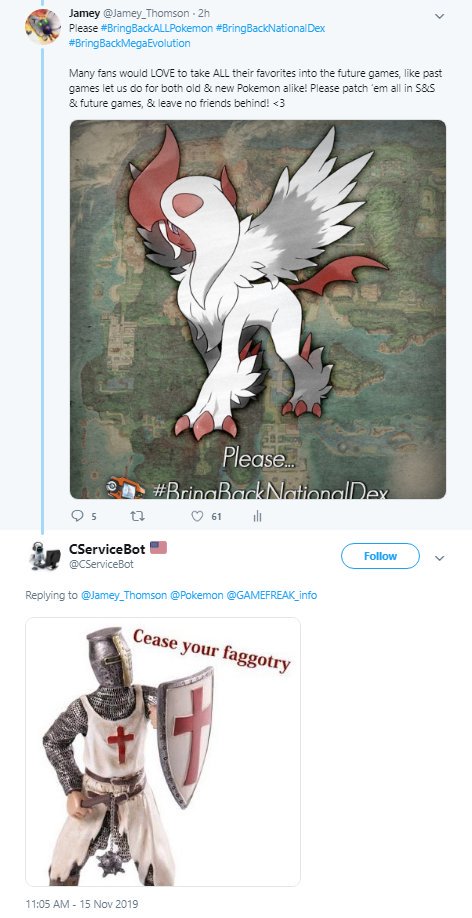 Jamey @Jamey_Thomson · 2h
Please #BringBackALLPokemon #BringBackNationalDex
#BringBackMegaEvolution
Many fans would LOVE to take ALL their favorites into the future games, like past
games let us do for both old & new Pokemon alike! Please patch 'em all in S&S
& future games, & leave no friends behind! <3
Please...
#BringBackNationalDex
5
61
CServiceBot
@CServiceBot
Follow
Replying to @Jamey_Thomson @Pokemon @GAMEFREAK_info
Cease your faggotry
11:05 AM - 15 Nov 2019